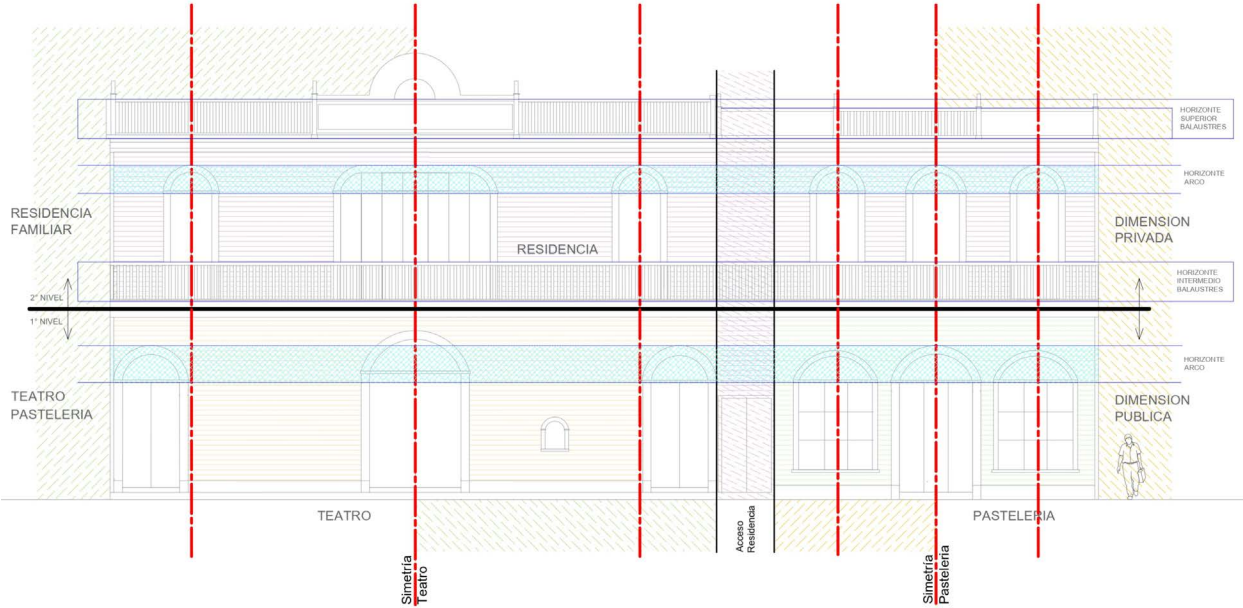 HORIZONTE
SUPERIOR
BALAUSTRES
HORIZONTE
ARCO
RESIDENCIA
FAMILIAR
DIMENSION
PRIVADA
RESIDENCIA
HORIZONTE
INTERMEDIO
BALAUSTRES
2° NIVEL
1° NIVEL
HORIZONTE
ARCO
TEATRO
PASTELERIA
DIMENSION
PUBLICA
TEATRO
PASTELERIA
Acceso
Residencia
Simetría
Teatro
Simetría
Pasteleria